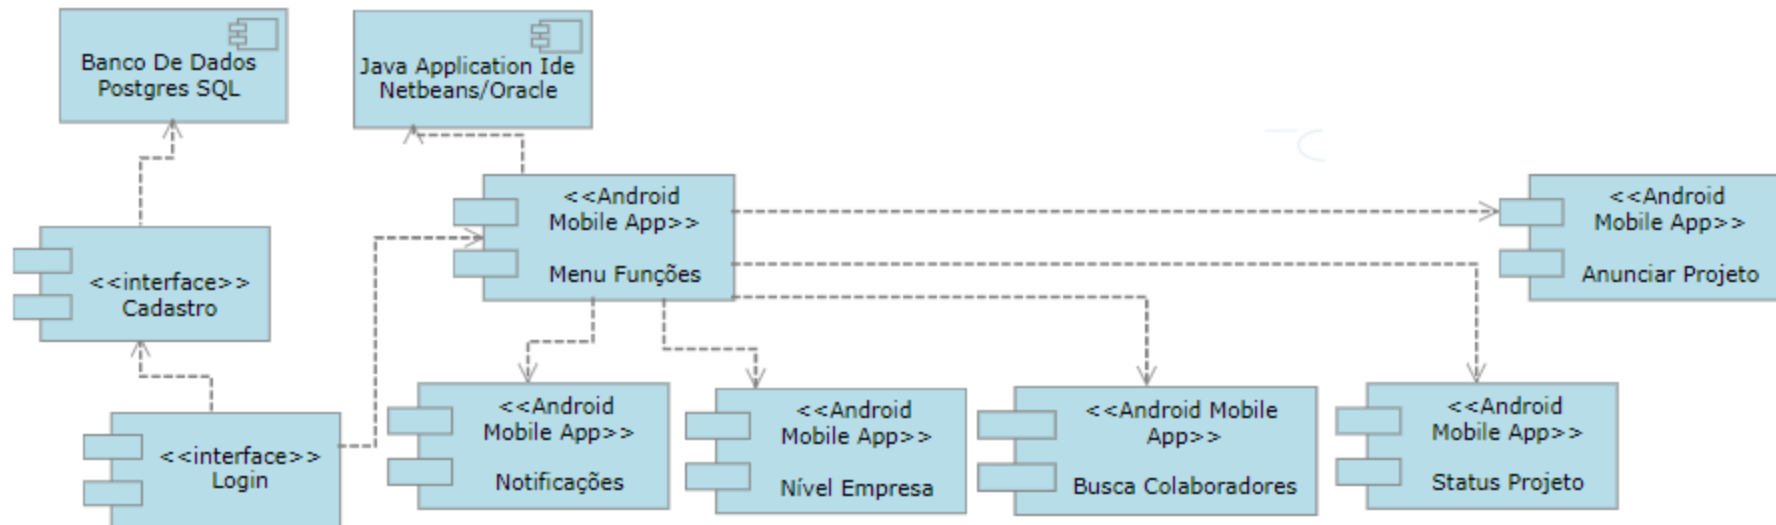 Banco De Dados
Postgres SQL
Java Application Ide
Netbeans/Oracle
<<Android
Mobile App>>
Menu Funções
<<Android
Mobile App>>
Anunciar Projeto
<<interface>>
Cadastro
<<interface>>
Login
<<Android
Mobile App>>
Notificações
<<Android
Mobile App>>
Nível Empresa
<<Android Mobile
App>>
Busca Colaboradores
<<Android
Mobile App>>
Status Projeto